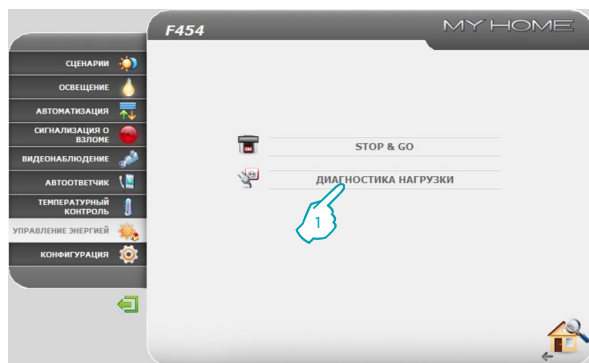 F454
MY HOME
СЦЕНАРИИ
ОСВЕЩЕНИЕ
АВТОМАТИЗАЦИЯ
СИГНАЛИЗАЦИЯ О
ВЗЛОМЕ
ВИДЕОНАБЛЮДЕНИЕ
АВТООТВЕТЧИК
ТЕМПЕРАТУРНЫЙ
КОНТРОЛЬ
УПРАВЛЕНИЕ ЭНЕРГИЕЙ
КОНФИГУРАЦИЯ
STOP & GO
ДИАГНОСТИКА НАГРУЗКИ
1